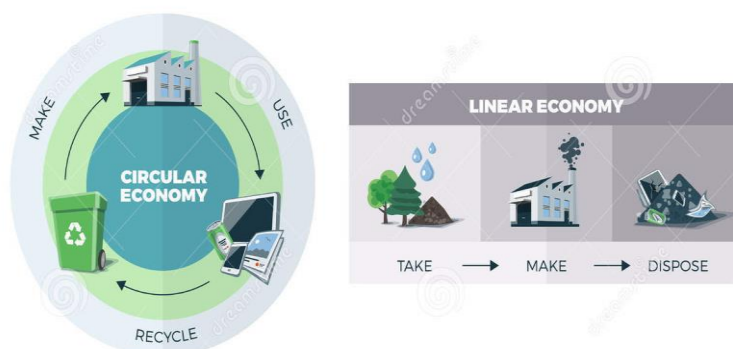 MAKE
USE
CIRCULAR
ECONOMY
RECYCLE
LINEAR ECONOMY
TAKE
MAKE
DISPOSE